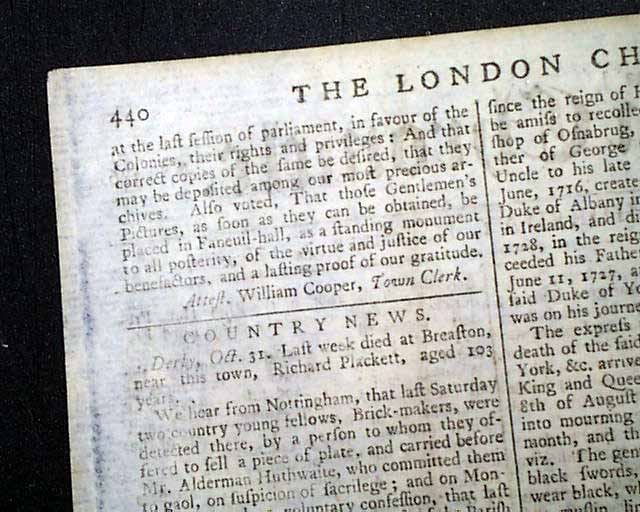 440
THE LONDON CH
at the last session of parliament, in favour of the
Colonies, their rights and privileges: And that
correct copies of the same be desired, that they
may be deposited among our most precious ar-
chives. Also voted, That those Gentlemen's
Pictures, as soon as they can be obtained, be
placed in Faneuil-hall, as a standing monument
to all posterity, of the virtue and justice of our
benefactors, and a lasting proof of our gratitude.
Attest. William Cooper, Town Clerk.
COUNTRY NEWS.
Derby, Oct. 31. Last week died at Breaston,
near this town, Richard Plackett, aged 103
years.
We hear from Nottingham, that last Saturday
two country young fellows, Brick-makers, were
detected there, by a person to whom they of-
fered to sell a piece of plate, and carried before
Mr. Alderman Huthwaite, who committed them
to gaol, on suspicion of sacrilege; and on Mon-
voluntary confession, that last
Parish
since the reign of H
be amiss to recolle
shop of Osnabrug,
ther of George
Uncle to his late
June, 1716, create
Duke of Albany i
in Ireland, and di
1728, in the reig
ceeded his Fathe
June 11, 1727, a
said Duke of Yo
was on his journe
The express
death of the said
York, &c. arrive
King and Quee
8th of August
into mourning
month, and th
viz. The gen
black swords,
wear black, w
muslin, li